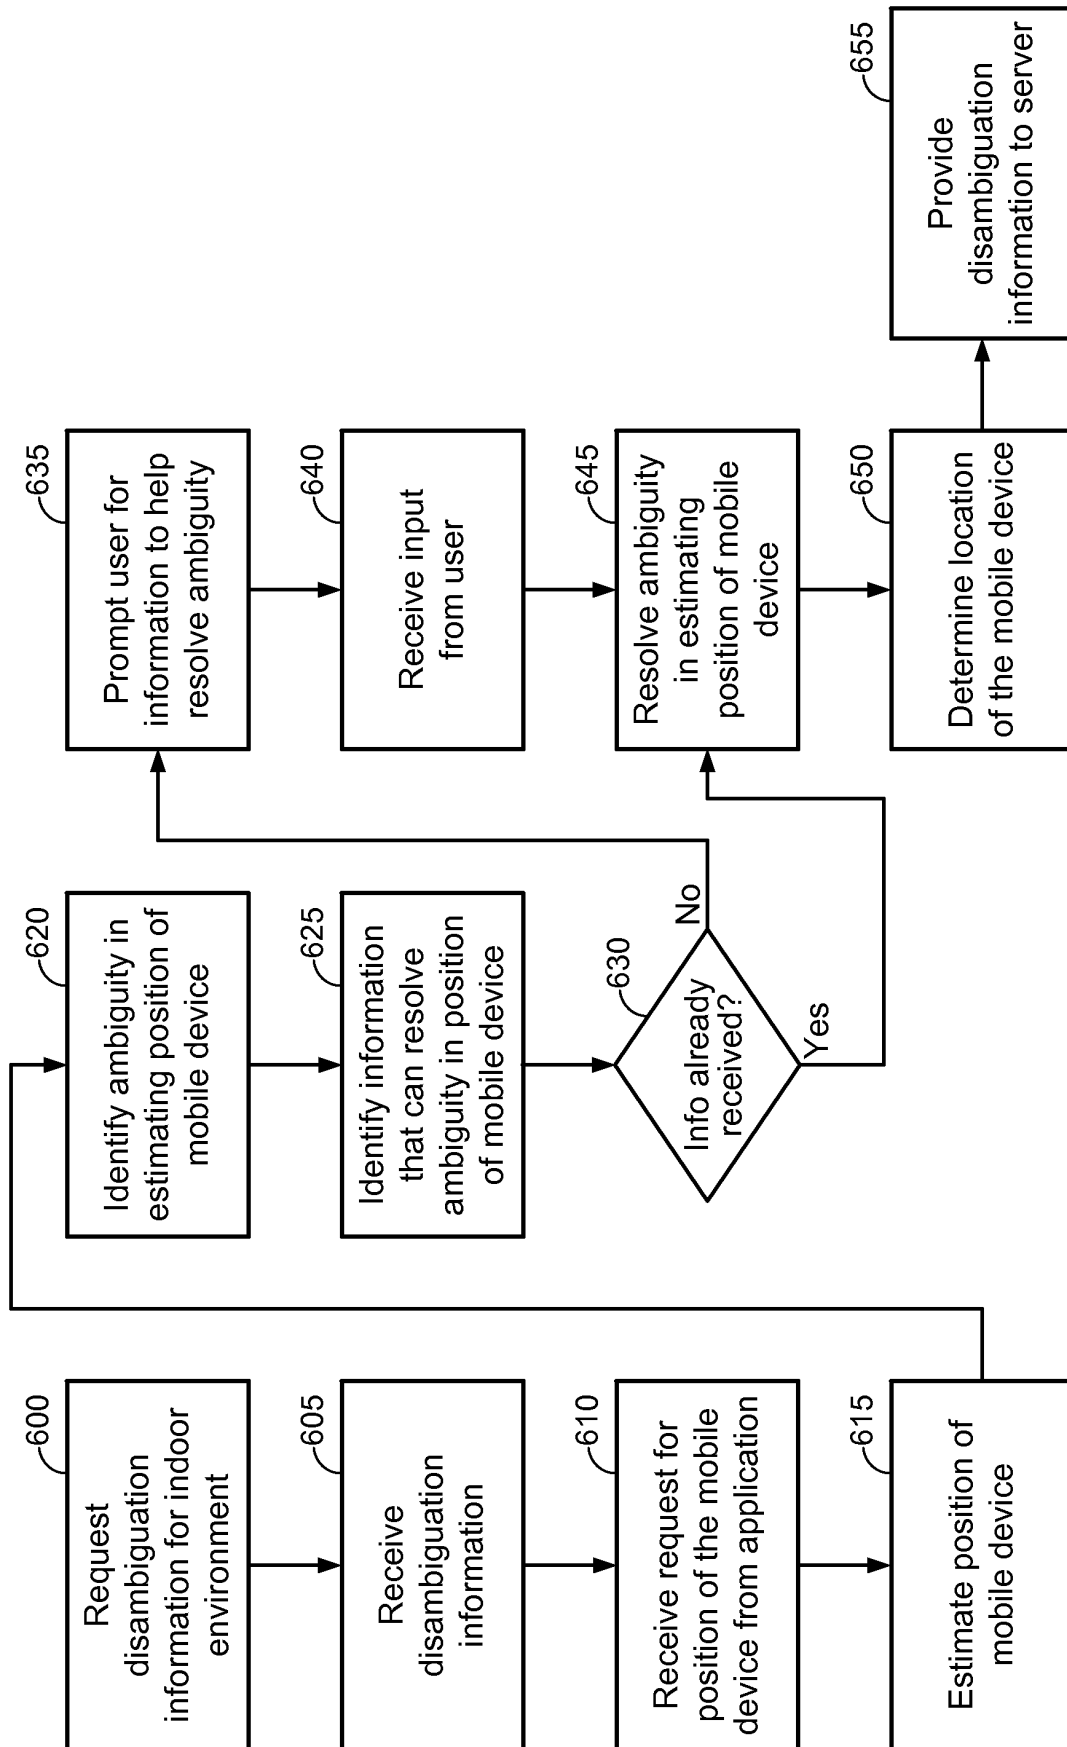 600
Request
disambiguation
information for indoor
environment
605
Receive
disambiguation
information
610
Receive request for
position of the mobile
device from application
615
Estimate position of
mobile device
620
Identify ambiguity in
estimating position of
mobile device
625
Identify information
that can resolve
ambiguity in position
of mobile device
630
Info already
received?
No
Yes
635
Prompt user for
information to help
resolve ambiguity
640
Receive input
from user
645
Resolve ambiguity
in estimating
position of mobile
device
650
Determine location
of the mobile device
655
Provide
disambiguation
information to server